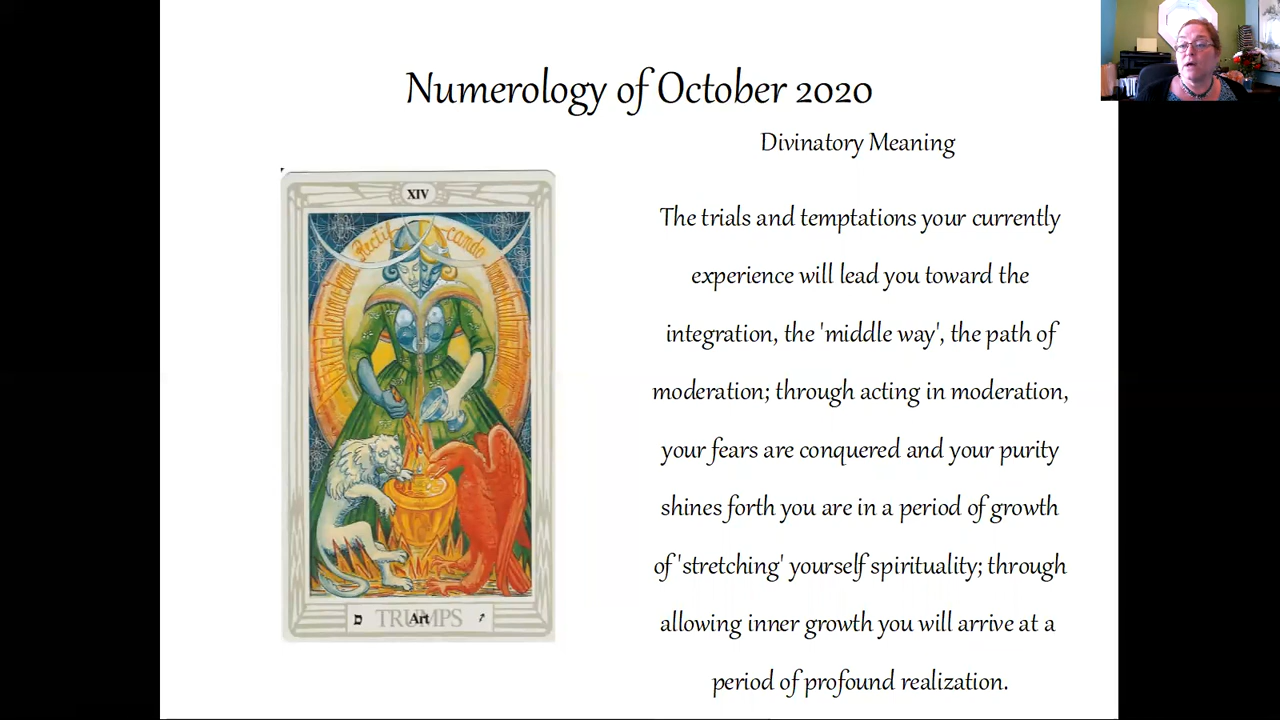 Numerology of October 2020
Divinatory Meaning
XIV
Rectifi
cando
TRUMPS
Art
מ
The trials and temptations your currently
experience will lead you toward the
integration, the 'middle way', the path of
moderation; through acting in moderation,
your fears are conquered and your purity
shines forth you are in a period of growth
of 'stretching' yourself spirituality; through
allowing inner growth you will arrive at a
period of profound realization.